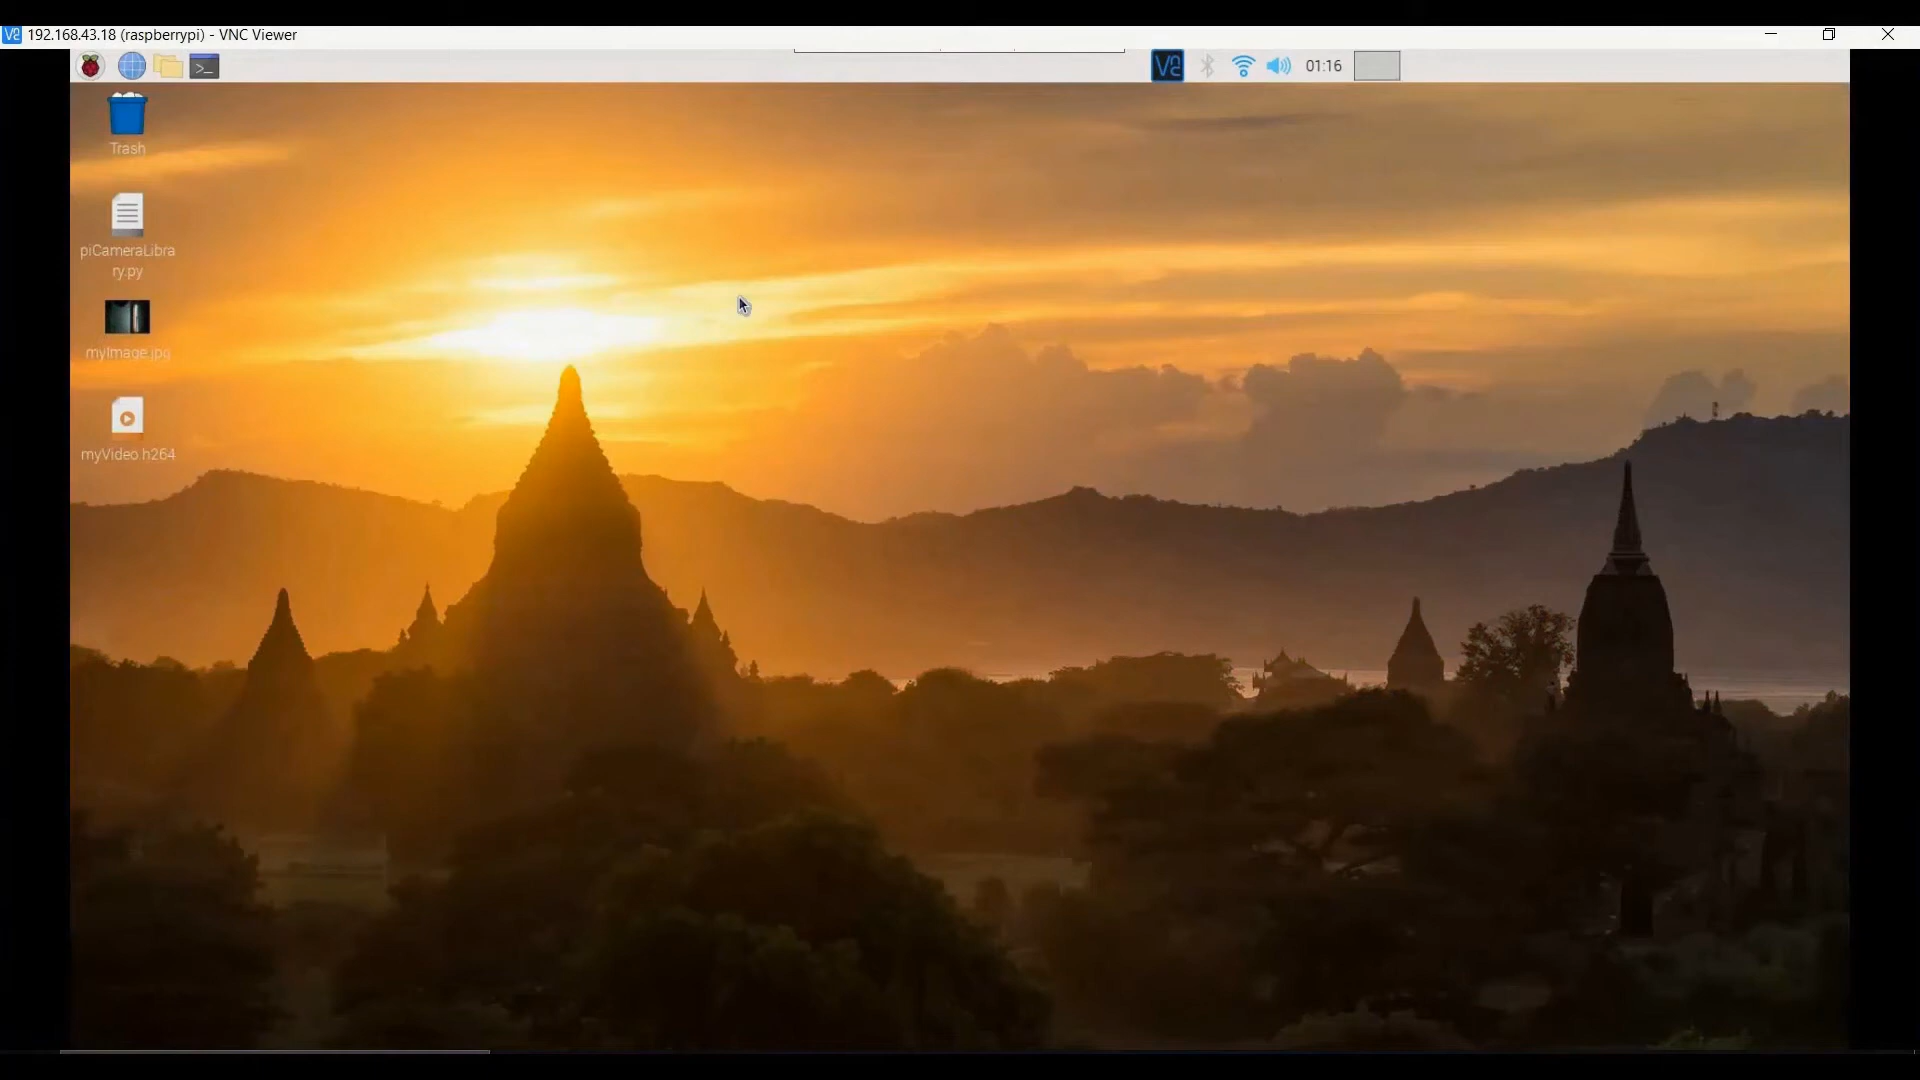 192.168.43.18 (raspberrypi) - VNC Viewer
01:16
Trash
piCameraLibra
ry.py
myImage.jpg
myVideo h264